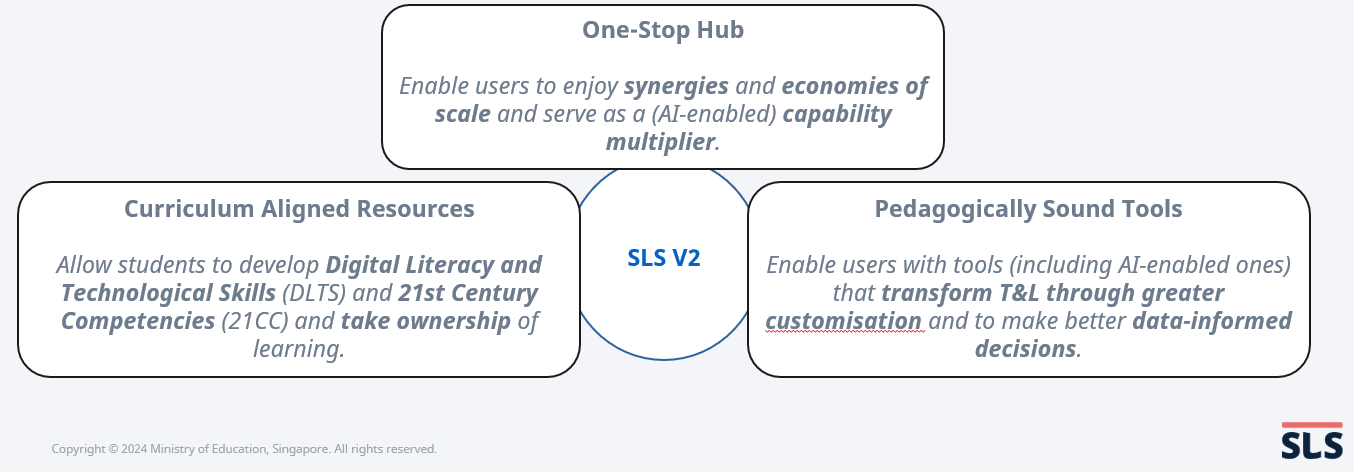 One-Stop Hub
Enable users to enjoy synergies and economies of
scale and serve as a (AI-enabled) capability
multiplier.
Curriculum Aligned Resources
Allow students to develop Digital Literacy and
Technological Skills (DLTS) and 21st Century
Competencies (21CC) and take ownership of
learning.
SLS V2
Pedagogically Sound Tools
Enable users with tools (including AI-enabled ones)
that transform T&L through greater
customisation and to make better data-informed
decisions.
Copyright © 2024 Ministry of Education, Singapore. All rights reserved.
SLS